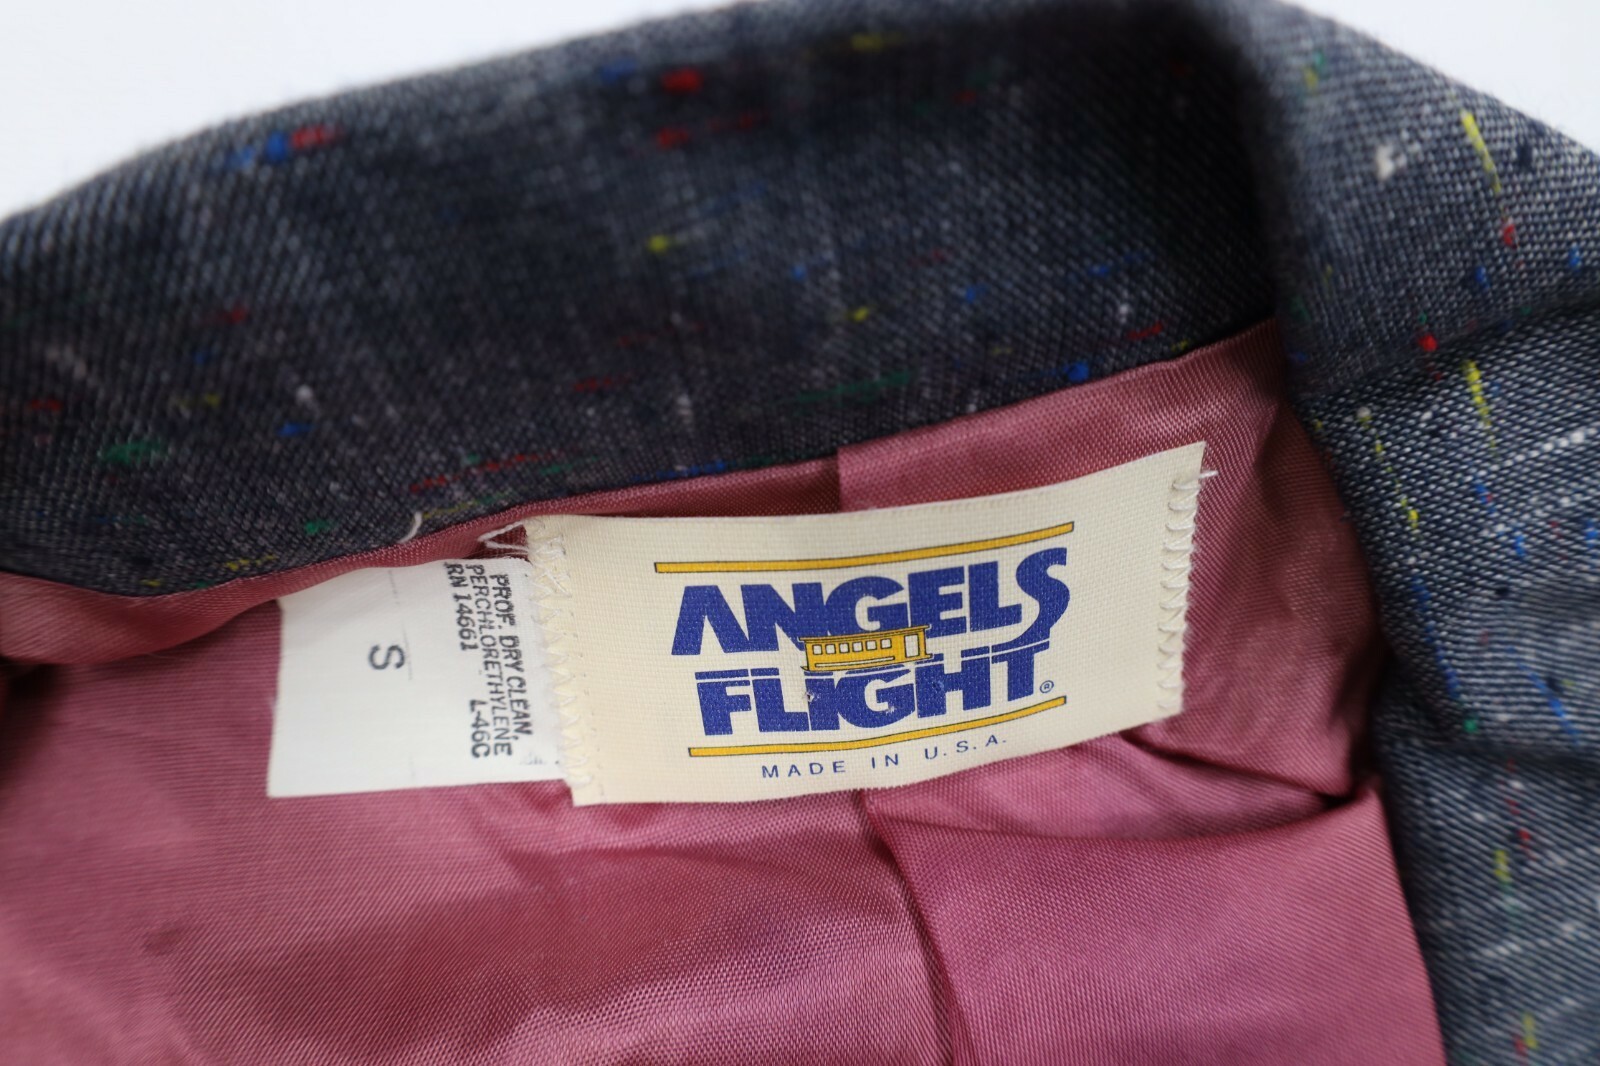 ANGELS
FLIGHT®
MADE IN U.S.A.
PROF. DRY CLEAN,
PERCHLORETHYLENE
RN 14661 L-46C
S